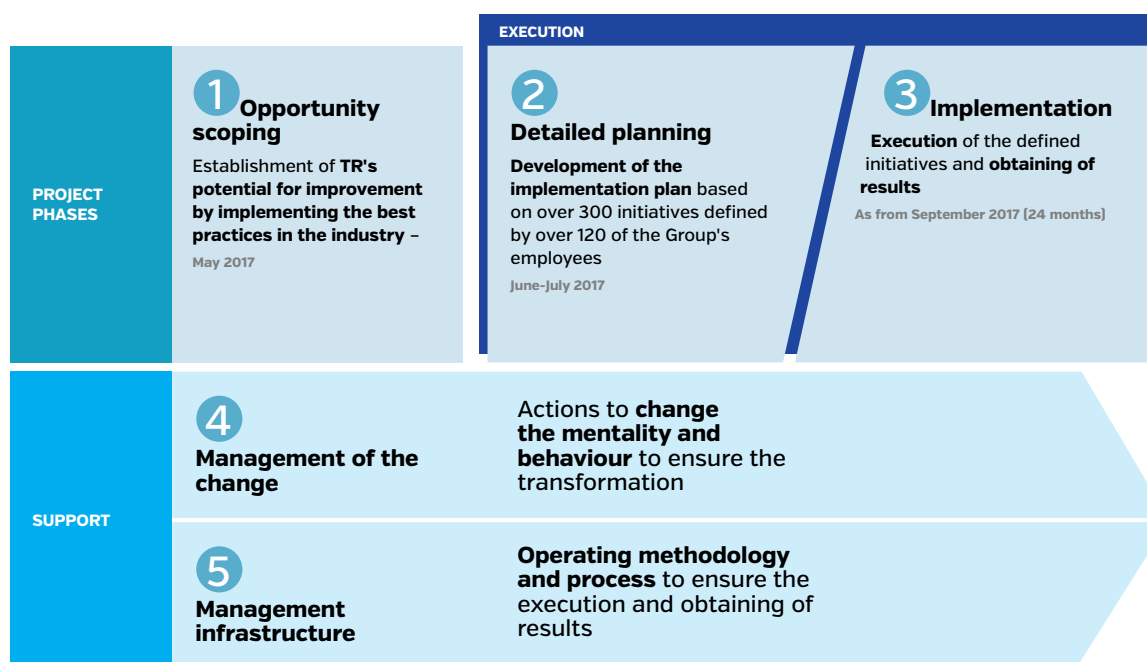 EXECUTION
PROJECT
PHASES
1 Opportunity
scoping
Establishment of TR's
potential for improvement
by implementing the best
practices in the industry –
May 2017
2
Detailed planning
Development of the
implementation plan based
on over 300 initiatives defined
by over 120 of the Group's
employees
June-July 2017
3 Implementation
Execution of the defined
initiatives and obtaining of
results
As from September 2017 (24 months)
SUPPORT
4
Management of the
change
Actions to change
the mentality and
behaviour to ensure the
transformation
5
Management
infrastructure
Operating methodology
and process to ensure the
execution and obtaining of
results